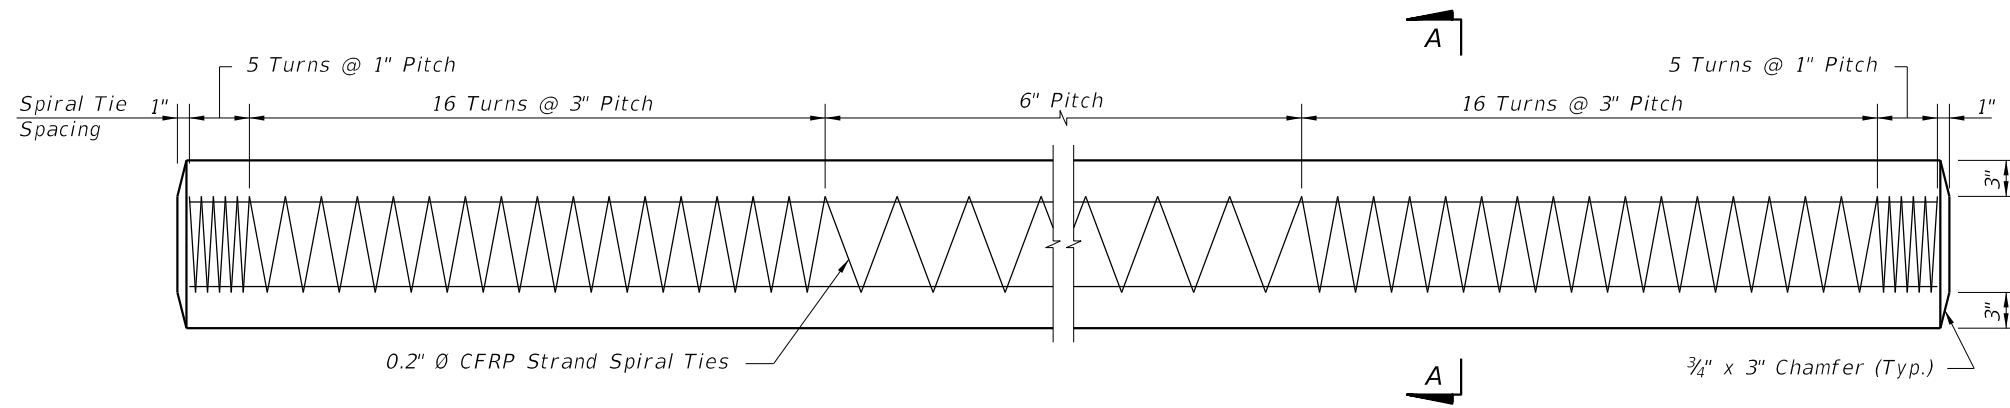 A
5 Turns @ 1" Pitch
5 Turns @ 1" Pitch
Spiral Tie
Spacing
1"
16 Turns @ 3" Pitch
6" Pitch
16 Turns @ 3" Pitch
1"
3"
3"
0.2" Ø CFRP Strand Spiral Ties
A
¾" x 3" Chamfer (Typ.)